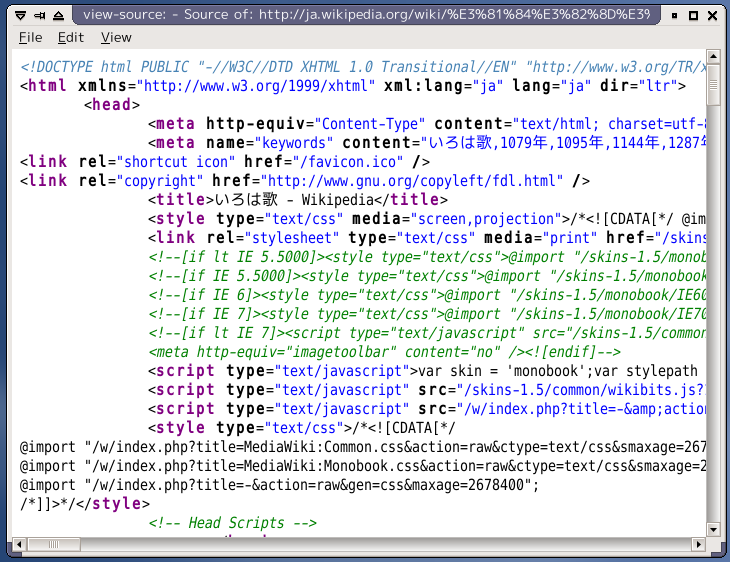 view-source: - Source of: http://ja.wikipedia.org/wiki/%E3%81%84%E3%82%8D%E39
File Edit View
<!DOCTYPE html PUBLIC "-//W3C//DTD XHTML 1.0 Transitional//EN" "http://www.w3.org/TR/x
<html xmlns="http://www.w3.org/1999/xhtml" xml:lang="ja" lang="ja" dir="ltr">
<head>
<meta http-equiv="Content-Type" content="text/html; charset=utf-8
<meta name="keywords" content="いろは歌,1079年,1095年,1144年,1287年
<link rel="shortcut icon" href="/favicon.ico" />
<link rel="copyright" href="http://www.gnu.org/copyleft/fdl.html" />
<title>いろは歌 - Wikipedia</title>
<style type="text/css" media="screen,projection">/*<![CDATA[*/ @im
<link rel="stylesheet" type="text/css" media="print" href="/skins
<!--[if lt IE 5.5000]><style type="text/css">@import "/skins-1.5/monob
<!--[if IE 5.5000]><style type="text/css">@import "/skins-1.5/monobook
<!--[if IE 6]><style type="text/css">@import "/skins-1.5/monobook/IE60
<!--[if IE 7]><style type="text/css">@import "/skins-1.5/monobook/IE70
<!--[if lt IE 7]><script type="text/javascript" src="/skins-1.5/common
<meta http-equiv="imagetoolbar" content="no" /><![endif]-->
<script type="text/javascript">var skin = 'monobook';var stylepath
<script type="text/javascript" src="/skins-1.5/common/wikibits.js?
<script type="text/javascript" src="/w/index.php?title=-&amp;action
<style type="text/css">/*<![CDATA[*/
@import "/w/index.php?title=MediaWiki:Common.css&action=raw&ctype=text/css&smaxage=267
@import "/w/index.php?title=MediaWiki:Monobook.css&action=raw&ctype=text/css&smaxage=2
@import "/w/index.php?title=-&action=raw&gen=css&maxage=2678400";
/*]]>*/</style>
<!-- Head Scripts -->